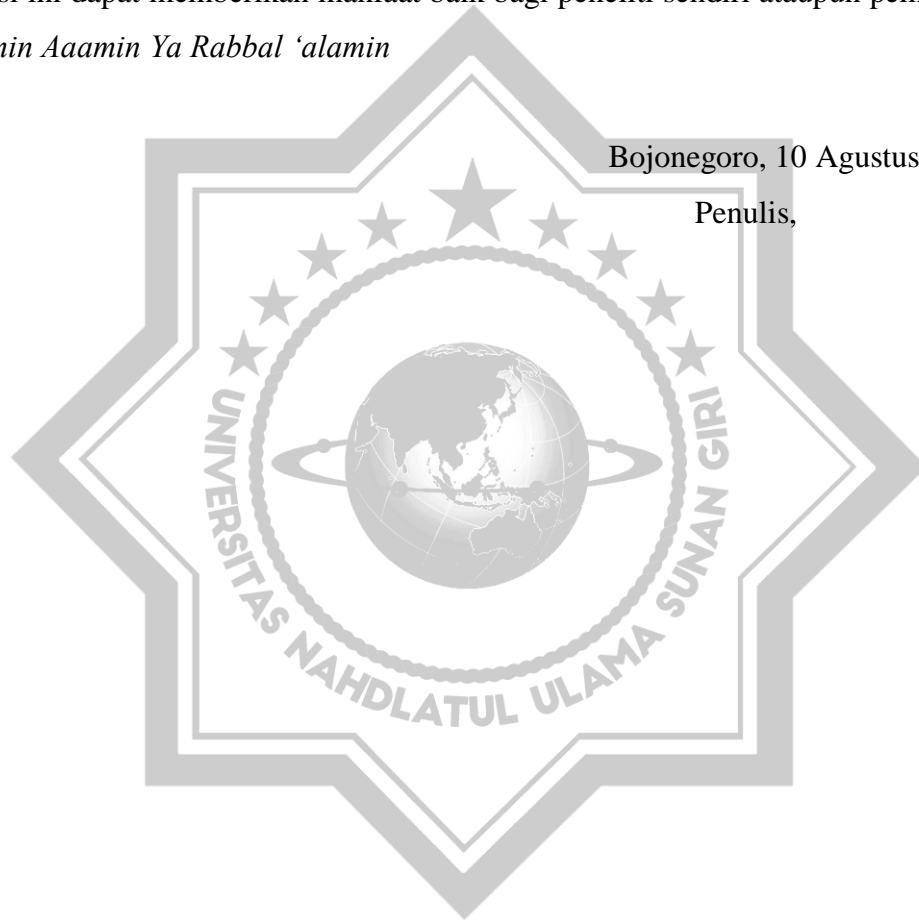 si ini dapat memberikan manfaat baik bagi peneliti sendiri ataupun pem
min Aaamin Ya Rabbal ‘alamin
Bojonegoro, 10 Agustus
Penulis,
UNIVERSITAS NAHDLATUL ULAMA SUNAN GIRI